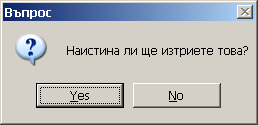 Въпрос
Наистина ли ще изтриете това?
Yes No